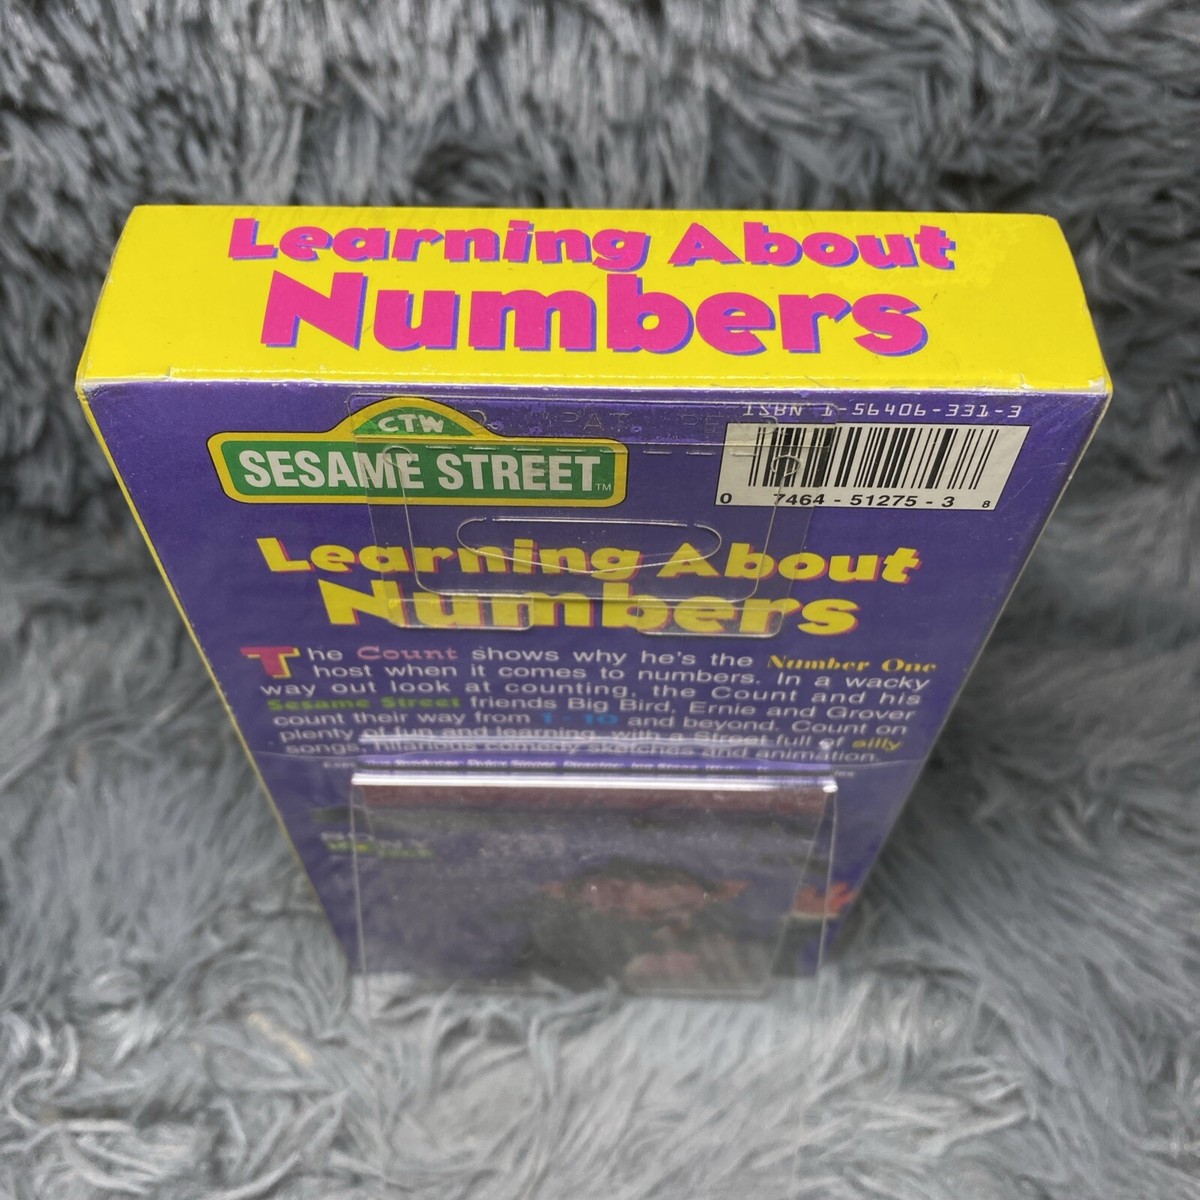 Learning About
Numbers
ISBN 1-56406-331-3
CTW
SESAME STREET TM
0 7464-51275-3 8
Learning About
Numbers
The Count shows why he's the Number One
host when it comes to numbers. In a wacky
way out look at counting, the Count and his
Sesame Street friends Big Bird, Ernie and Grover
count their way from 1-10 and beyond. Count on
plenty of fun and learning, with a Street full of silly
songs, hilarious comedy sketches and animation.